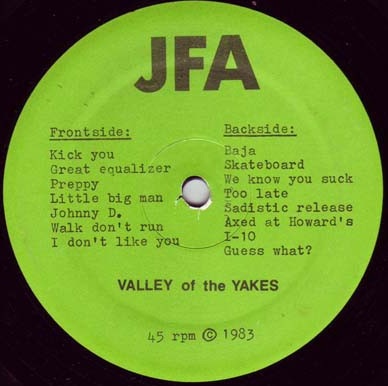 JFA
Frontside:
Kick you
Great equalizer
Preppy
Little big man
Johnny D.
Walk don't run
I don't like you
Backside:
Baja
Skateboard
We know you suck
Too late
Sadistic release
Axed at Howard's
I-10
Guess what?
VALLEY of the YAKES
45 rpm © 1983